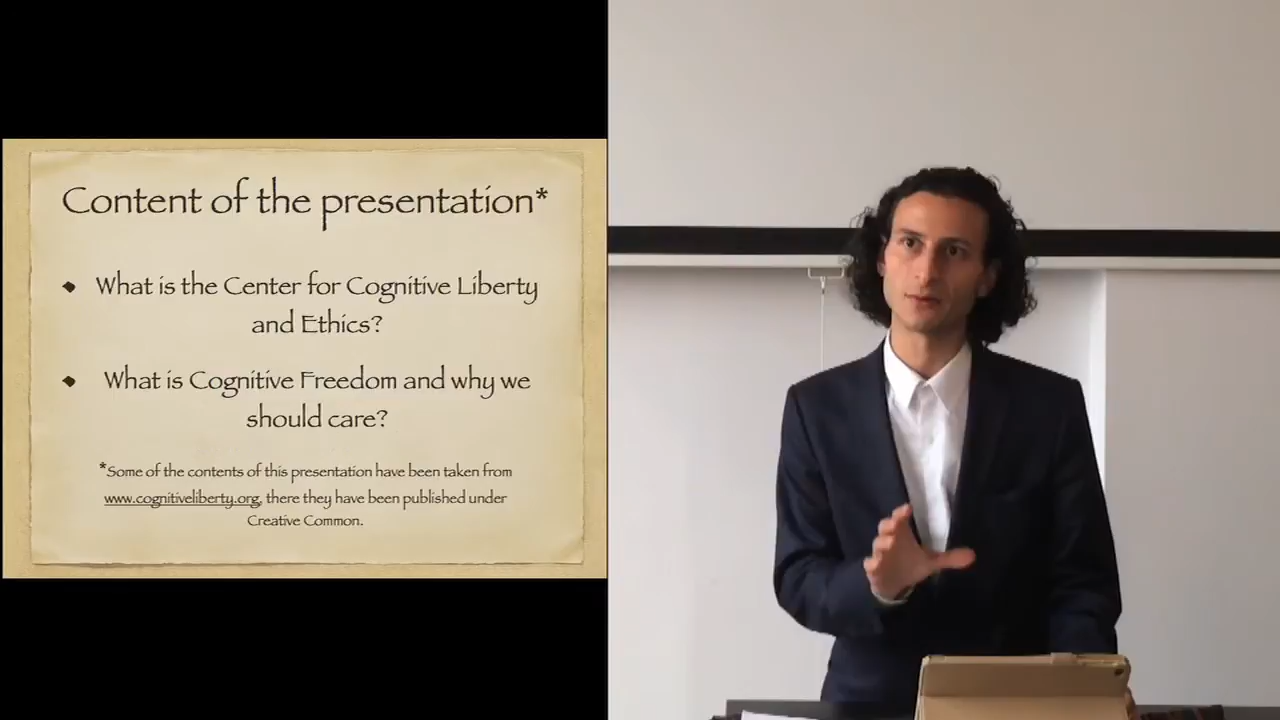 Content of the presentation*
What is the Center for Cognitive Liberty
and Ethics?
What is Cognitive Freedom and why we
should care?
*Some of the contents of this presentation have been taken from
www.cognitiveliberty.org, there they have been published under
Creative Common.